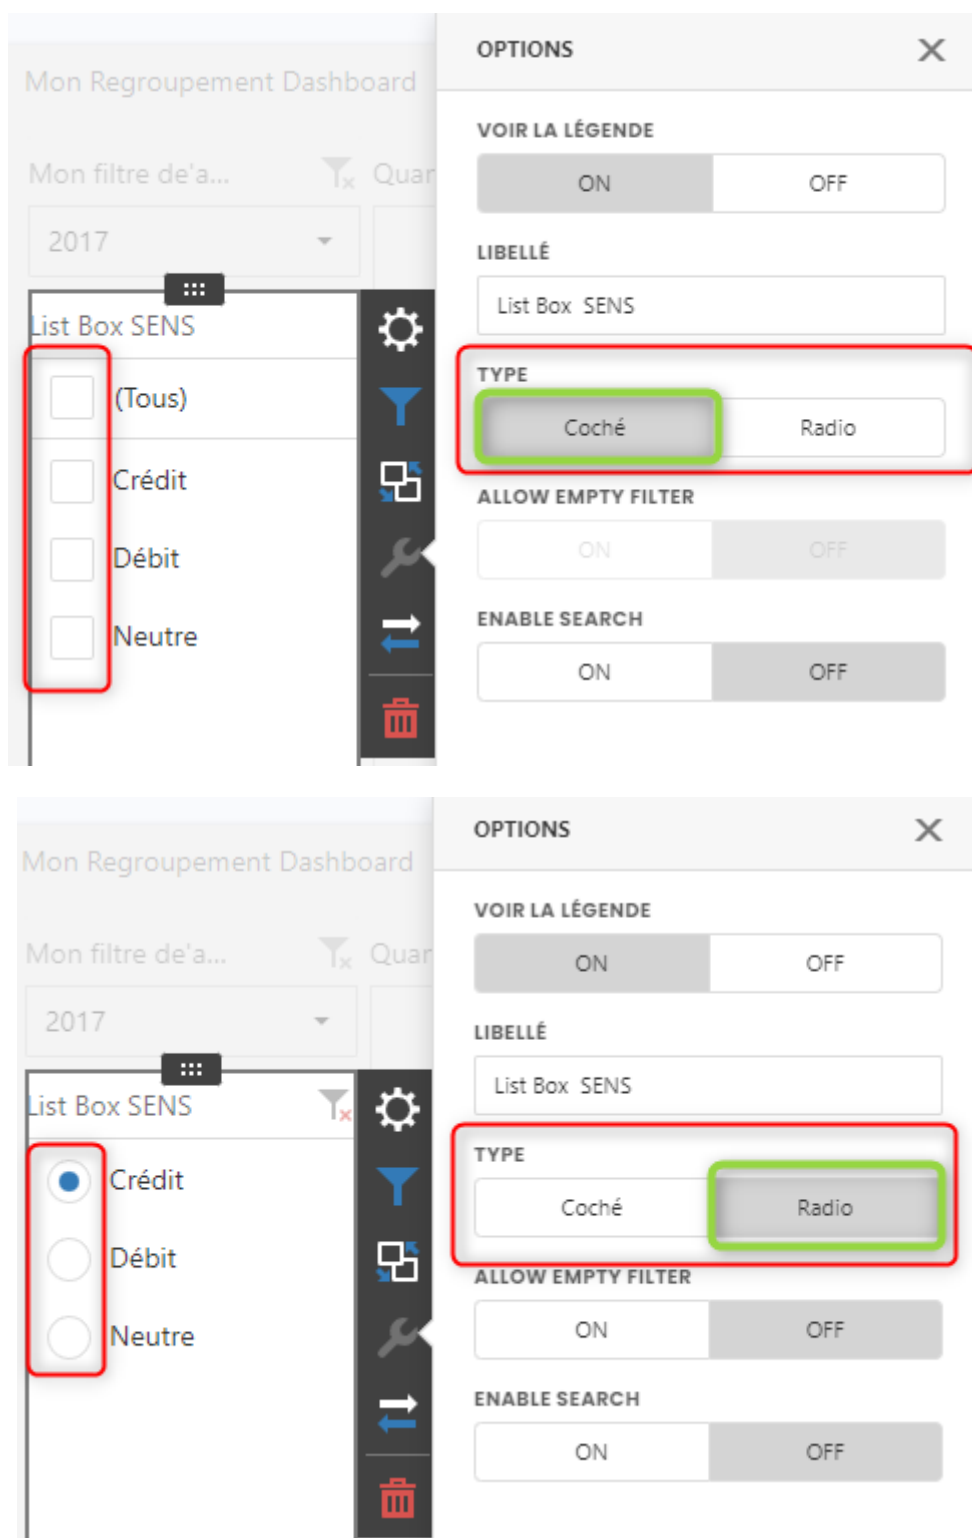 OPTIONS
Mon Regroupement Dashboard
VOIR LA LÉGENDE
Mon filtre de'a...
Quar
ON
OFF
2017
LIBELLÉ
List Box SENS
List Box SENS
TYPE
(Tous)
Coché
Radio
Crédit
ALLOW EMPTY FILTER
Débit
ON
OFF
Neutre
ENABLE SEARCH
ON
OFF
OPTIONS
Mon Regroupement Dashboard
VOIR LA LÉGENDE
Mon filtre de'a...
Quar
ON
OFF
2017
LIBELLÉ
List Box SENS
List Box SENS
TYPE
Crédit
Coché
Radio
Débit
ALLOW EMPTY FILTER
Neutre
ON
OFF
ENABLE SEARCH
ON
OFF